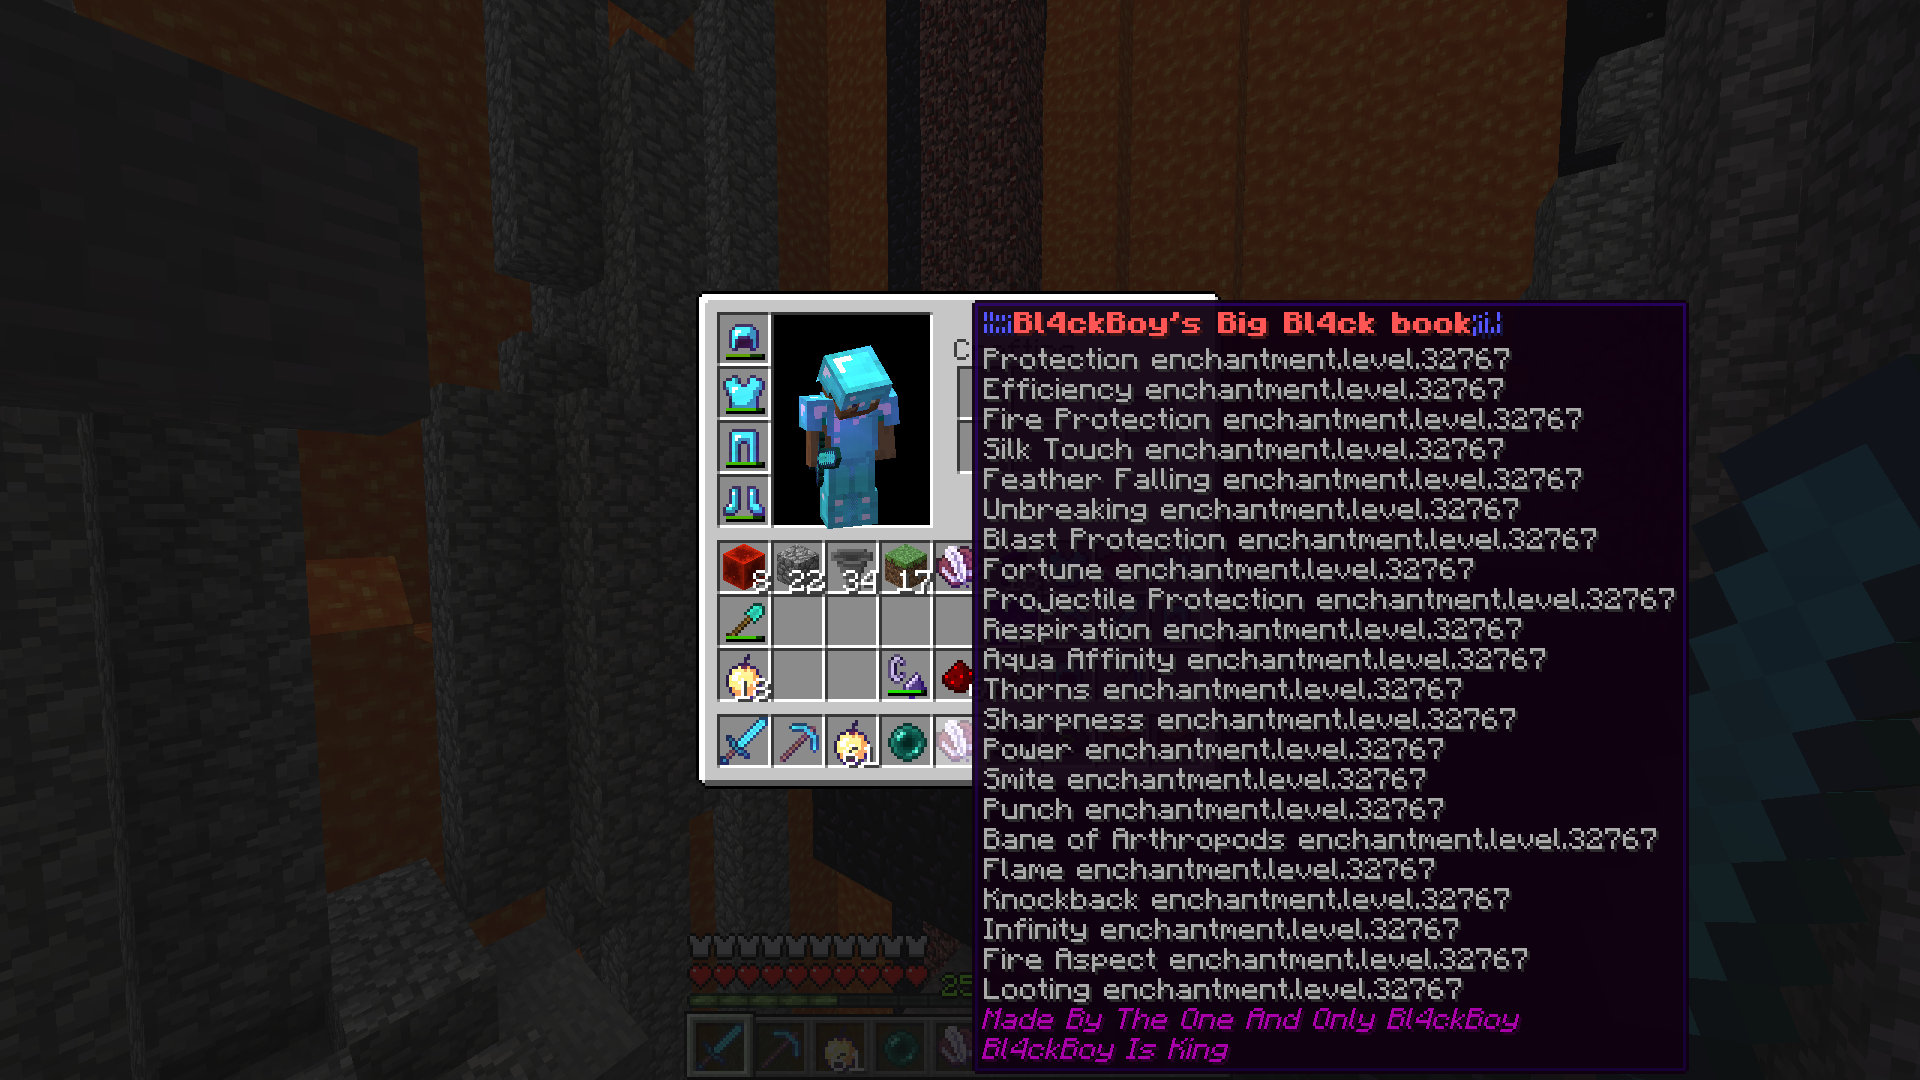 Bl4ckBoy's Big Bl4ck book
Protection enchantment.level.32767
Efficiency enchantment.level.32767
Fire Protection enchantment.level.32767
Silk Touch enchantment.level.32767
Feather Falling enchantment.level.32767
Unbreaking enchantment.level.32767
Blast Protection enchantment.level.32767
Fortune enchantment.level.32767
Projectile Protection enchantment.level.32767
Respiration enchantment.level.32767
Aqua Affinity enchantment.level.32767
Thorns enchantment.level.32767
Sharpness enchantment.level.32767
Power enchantment.level.32767
Smite enchantment.level.32767
Punch enchantment.level.32767
Bane of Arthropods enchantment.level.32767
Flame enchantment.level.32767
Knockback enchantment.level.32767
Infinity enchantment.level.32767
Fire Aspect enchantment.level.32767
Looting enchantment.level.32767
Made By The One And Only Bl4ckBoy
Bl4ckBoy Is King
8 22 34 17